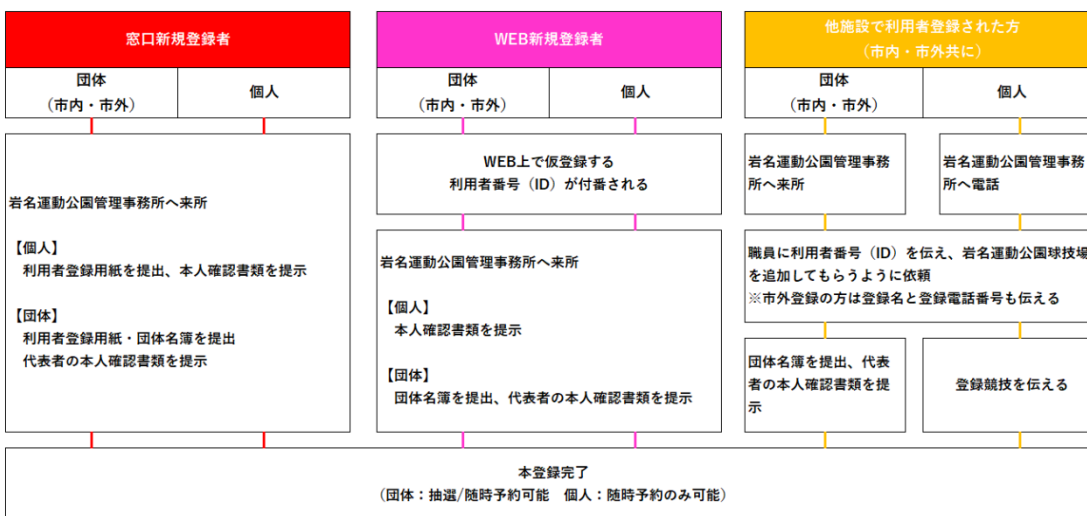 窓口新規登録者
団体
（市内・市外）
個人
岩名運動公園管理事務所へ来所
【個人】
利用者登録用紙を提出、本人確認書類を提示
【団体】
利用者登録用紙・団体名簿を提出
代表者の本人確認書類を提示
WEB新規登録者
団体
（市内・市外）
個人
WEB上で仮登録する
利用者番号（ID）が付番される
岩名運動公園管理事務所へ来所
【個人】
本人確認書類を提示
【団体】
団体名簿を提出、代表者の本人確認書類を提示
他施設で利用者登録された方
（市内・市外共に）
団体
（市内・市外）
個人
岩名運動公園管理事務
所へ来所
岩名運動公園管理事務
所へ電話
職員に利用者番号（ID）を伝え、岩名運動公園球技場
を追加してもらうように依頼
※市外登録の方は登録名と登録電話番号も伝える
団体名簿を提出、代表
者の本人確認書類を提
示
登録競技を伝える
本登録完了
（団体：抽選/随時予約可能　個人：随時予約のみ可能）